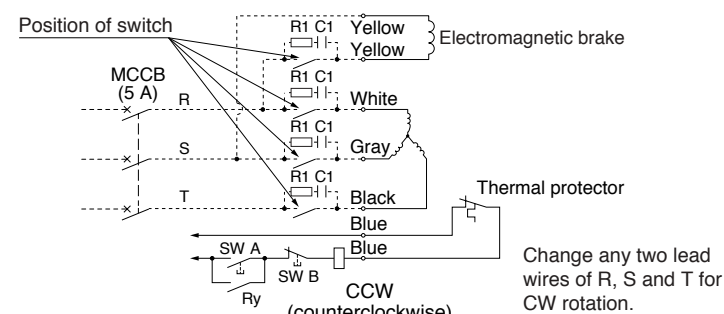 Position of switch
R1 C1 Yellow
Yellow
Electromagnetic brake
MCCB
(5 A)
R1 C1
R
White
R1 C1
S
Gray
R1 C1
T
Black
Thermal protector
Blue
SW A
Blue
SW B
Ry
CCW
(counterclockwise)
Change any two lead
wires of R, S and T for
CW rotation.